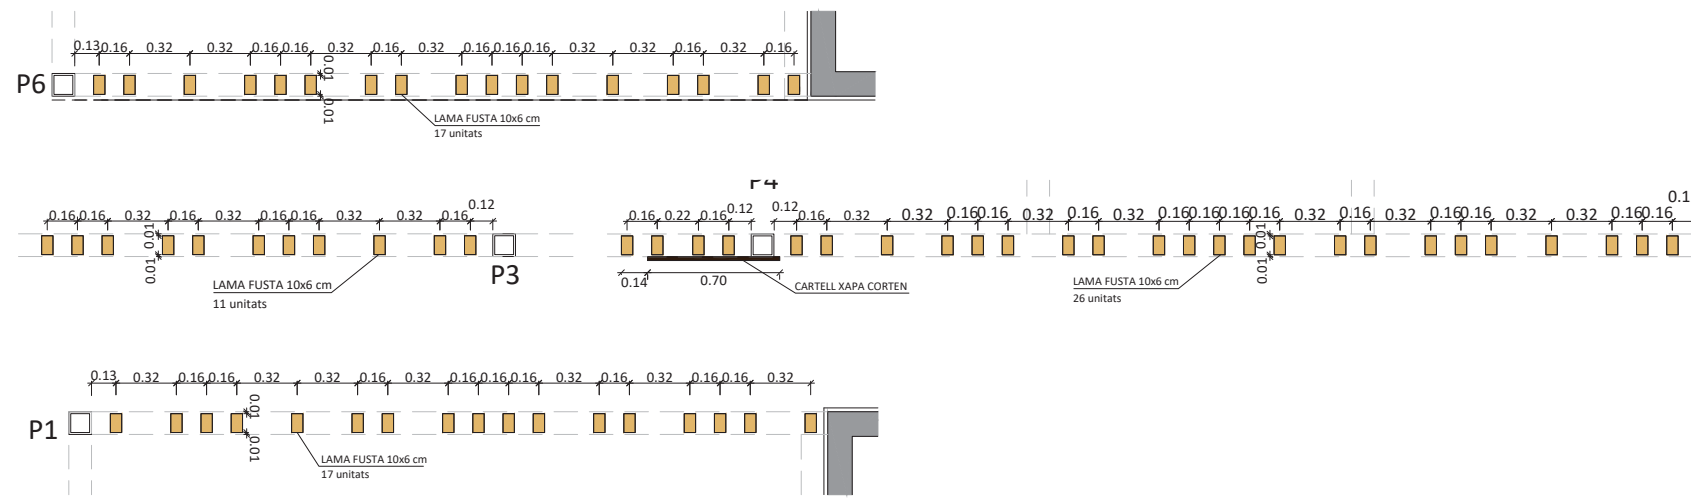 0.13 0.16 0.32 0.32 0.16 0.16 0.32 0.16 0.32 0.16 0.16 0.16 0.32 0.32 0.16 0.32 0.16
0.01
P6
0.01
LAMA FUSTA 10x6 cm
17 unitats
P4
0.16 0.16 0.32 0.16 0.32 0.16 0.16 0.32 0.32 0.16 0.12
0.16 0.22 0.16 0.12 0.12 0.16 0.32 0.32 0.16 0.16 0.32 0.16 0.32 0.16 0.16 0.16 0.16 0.32 0.16 0.32 0.16 0.16 0.32 0.32 0.16 0.16 0.1
0.01
0.01
0.01
0.01
P3
LAMA FUSTA 10x6 cm
11 unitats
0.14 0.70
CARTELL XAPA CORTEN
LAMA FUSTA 10x6 cm
26 unitats
0.13 0.32 0.16 0.16 0.32 0.32 0.16 0.32 0.16 0.16 0.16 0.32 0.16 0.32 0.16 0.16 0.32
0.01
P1
0.01
LAMA FUSTA 10x6 cm
17 unitats